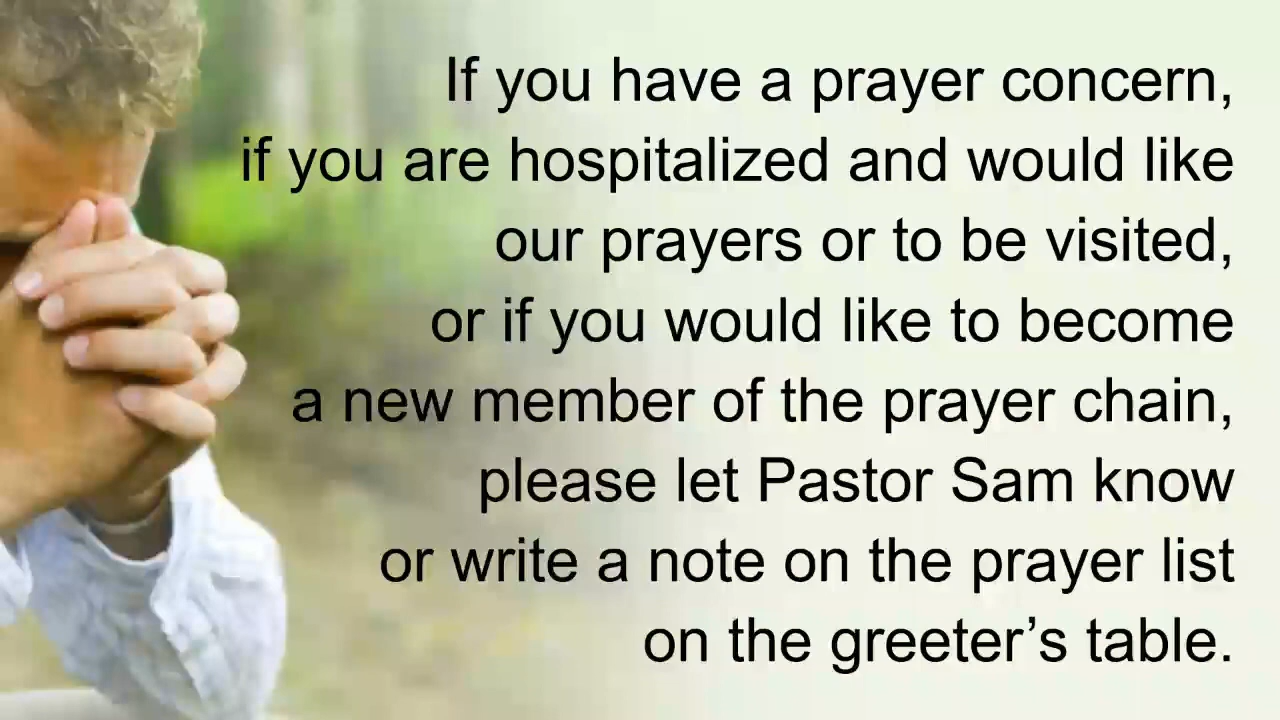 If you have a prayer concern,
if you are hospitalized and would like
our prayers or to be visited,
or if you would like to become
a new member of the prayer chain,
please let Pastor Sam know
or write a note on the prayer list
on the greeter’s table.